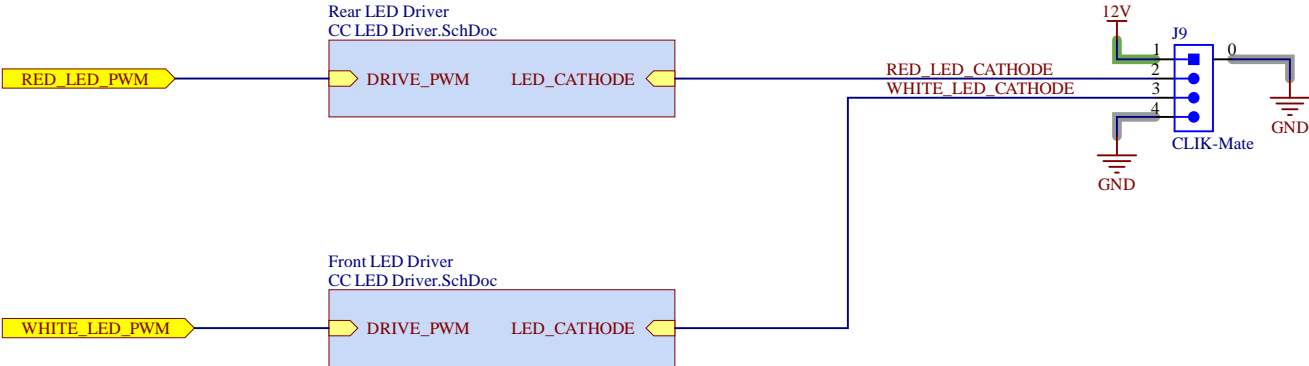 Rear LED Driver
CC LED Driver.SchDoc
12V
J9
RED_LED_PWM
DRIVE_PWM
LED_CATHODE
RED_LED_CATHODE
WHITE_LED_CATHODE
1
2
3
4
0
GND
CLIK-Mate
GND
Front LED Driver
CC LED Driver.SchDoc
WHITE_LED_PWM
DRIVE_PWM
LED_CATHODE